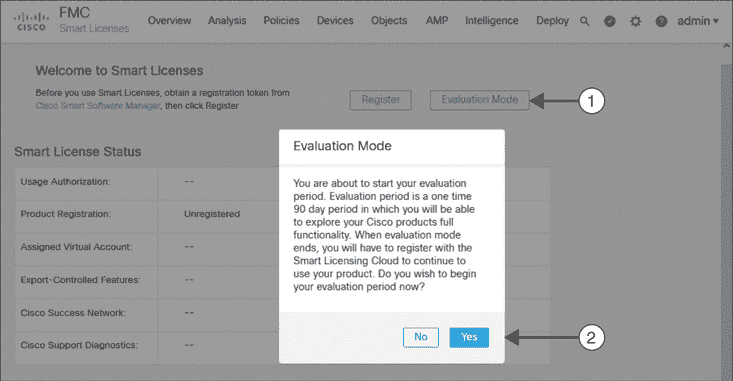 CISCO
FMC
Smart Licenses
Overview Analysis Policies Devices Objects AMP Intelligence Deploy admin
Welcome to Smart Licenses
Before you use Smart Licenses, obtain a registration token from
Cisco Smart Software Manager, then click Register
Register
Evaluation Mode
1
Smart License Status
Usage Authorization: --
Product Registration: Unregistered
Assigned Virtual Account: --
Export-Controlled Features: --
Cisco Success Network: --
Cisco Support Diagnostics: --
Evaluation Mode
You are about to start your evaluation
period. Evaluation period is a one time
90 day period in which you will be able
to explore your Cisco products full
functionality. When evaluation mode
ends, you will have to register with the
Smart Licensing Cloud to continue to
use your product. Do you wish to begin
your evaluation period now?
No
Yes
2